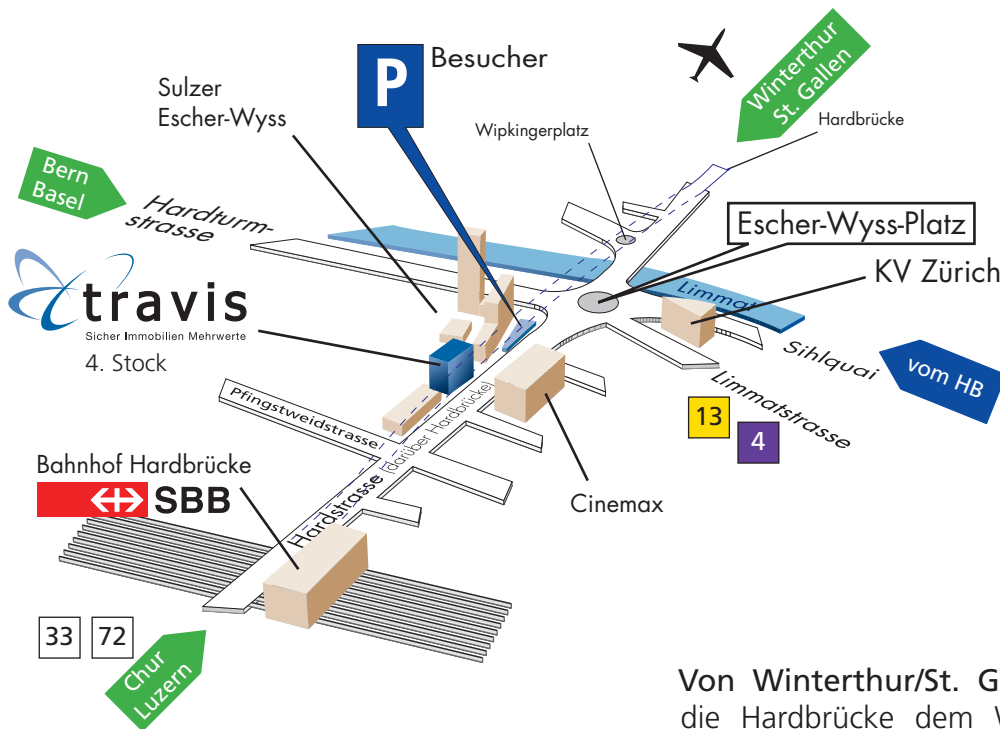 P
Besucher
Winterthur
St. Gallen
Sulzer
Escher-Wyss
Wipkingerplatz
Hardbrücke
Bern
Basel
Hardturm-
strasse
Escher-Wyss-Platz
KV Zürich
travis
Sicher Immobilien Mehrwerte
4. Stock
Limmat
Sihlquai
vom HB
Limmatstrasse
13
4
Pfingstweidstrasse
Hardstrasse (darüber Hardbrücke)
Bahnhof Hardbrücke
SBB
Cinemax
33 72
Chur
Luzern
Von Winterthur/St. G
die Hardbrücke dem